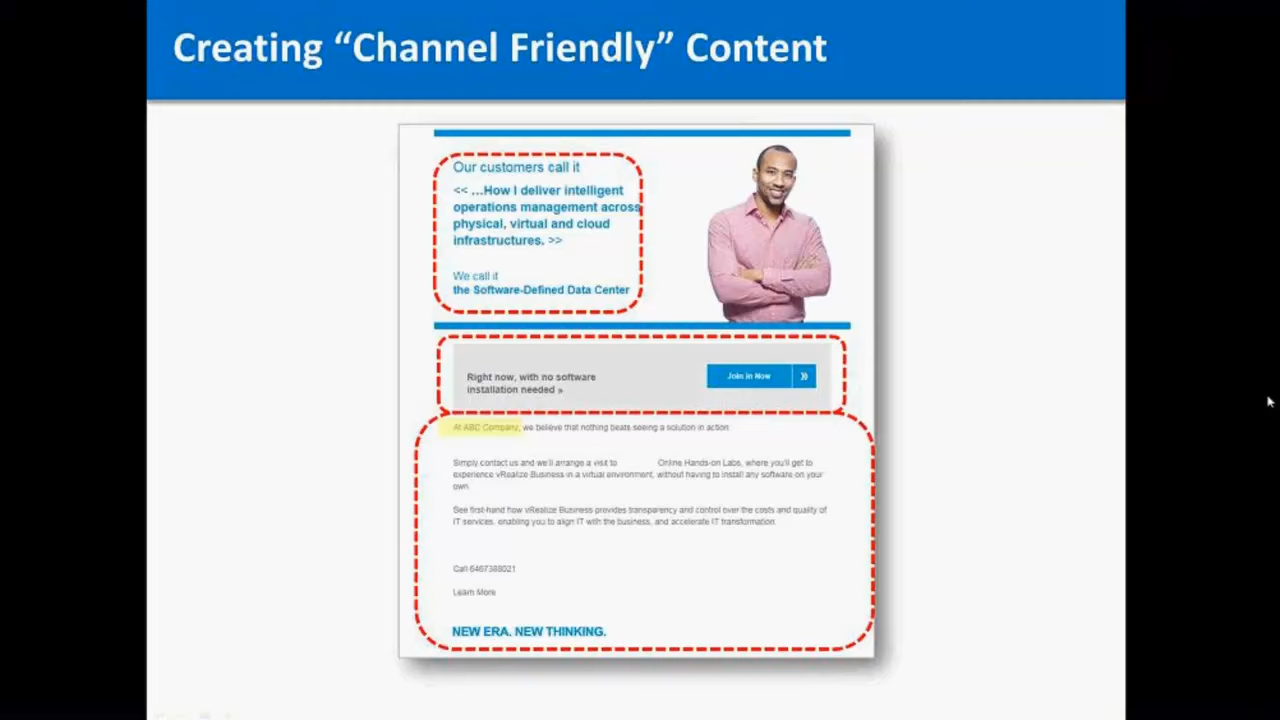 Creating “Channel Friendly” Content
Our customers call it
<< ...How I deliver intelligent
operations management across
physical, virtual and cloud
infrastructures. >>
We call it
the Software-Defined Data Center
Right now, with no software
installation needed »
Join in Now »
At ABC Company, we believe that nothing beats seeing a solution in action
Simply contact us and we'll arrange a visit to Online Hands-on Labs, where you'll get to
experience vRealize Business in a virtual environment, without having to install any software on your
own
See first-hand how vRealize Business provides transparency and control over the costs and quality of
IT services, enabling you to align IT with the business, and accelerate IT transformation
Call 6467388021
Learn More
NEW ERA. NEW THINKING.